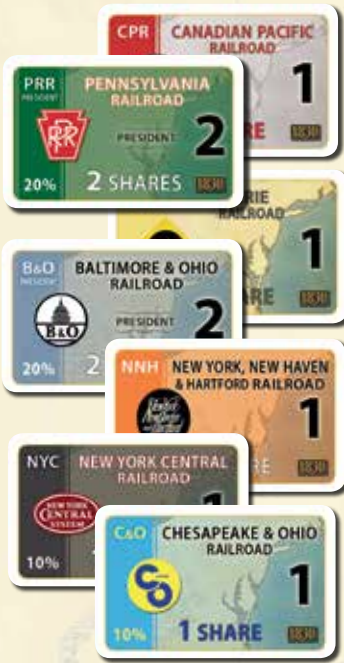 CPR
CANADIAN PACIFIC
RAILROAD
1
RE
1830
PRR
PRESIDENT
PENNSYLVANIA
RAILROAD
PRR
PRESIDENT
2
20%
2 SHARES
1830
RIE
RAILROAD
1
RE
1830
B&O
PRESIDENT
BALTIMORE & OHIO
RAILROAD
B&O
PRESIDENT
2
20%
2
NNH
NEW YORK, NEW HAVEN
& HARTFORD RAILROAD
1
RE
1830
NYC
NEW YORK CENTRAL
RAILROAD
NEW YORK
CENTRAL
SYSTEM
10%
C&O
CHESAPEAKE & OHIO
RAILROAD
CO
1
10%
1 SHARE
1830